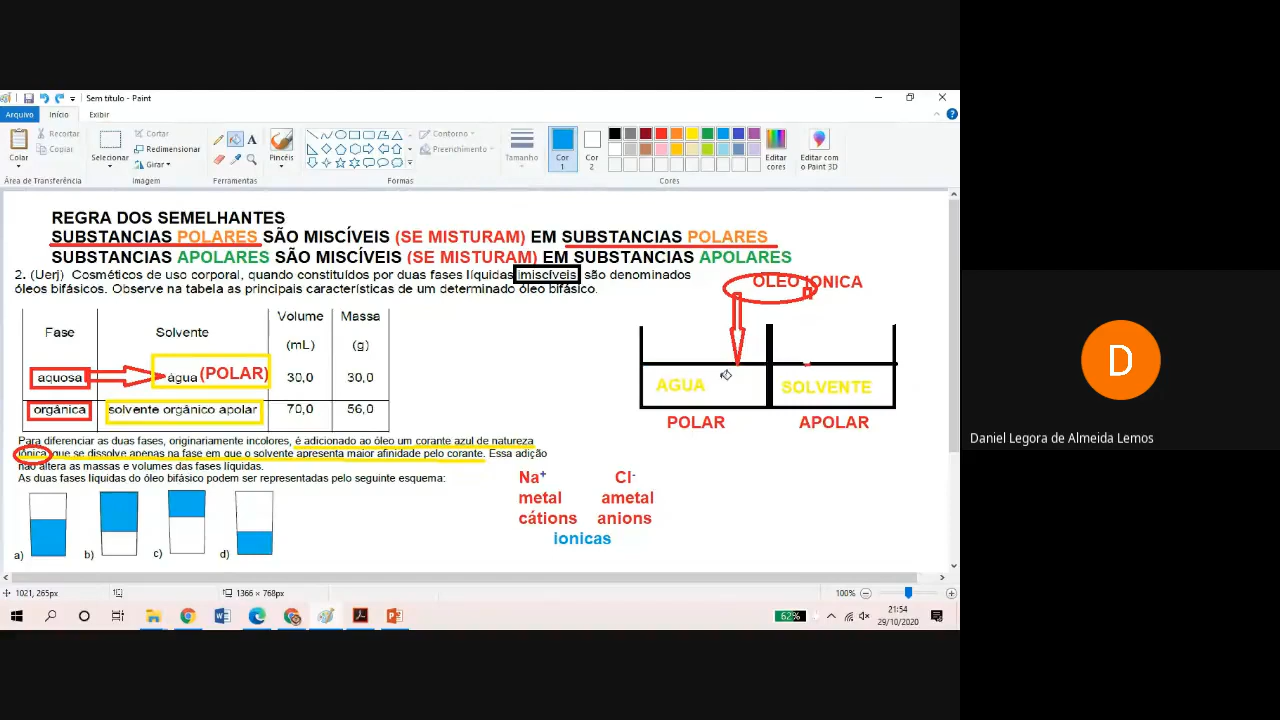 Sem título - Paint
Arquivo Início Exibir
Colar
Recortar
Copiar
Área de Transferência
Selecionar
Cortar
Redimensionar
Girar
Imagem
A
Ferramentas
Pincéis
Contorno
Preenchimento
Formas
Tamanho
Cor 1
Cor 2
Editar cores
Editar com o Paint 3D
Cores
REGRA DOS SEMELHANTES
SUBSTANCIAS POLARES SÃO MISCÍVEIS (SE MISTURAM) EM SUBSTANCIAS POLARES
SUBSTANCIAS APOLARES SÃO MISCÍVEIS (SE MISTURAM) EM SUBSTANCIAS APOLARES
2. (Uerj) Cosméticos de uso corporal, quando constituídos por duas fases líquidas imiscíveis, são denominados
óleos bifásicos. Observe na tabela as principais características de um determinado óleo bifásico.
Fase Solvente Volume (mL) Massa (g)
aquosa água (POLAR) 30,0 30,0
orgânica solvente orgânico apolar 70,0 56,0
OLEO IONICA
AGUA SOLVENTE
POLAR APOLAR
Para diferenciar as duas fases, originariamente incolores, é adicionado ao óleo um corante azul de natureza
iônica, que se dissolve apenas na fase em que o solvente apresenta maior afinidade pelo corante. Essa adição
não altera as massas e volumes das fases líquidas.
As duas fases líquidas do óleo bifásico podem ser representadas pelo seguinte esquema:
a) b) c) d)
Na+ Cl-
metal ametal
cátions anions
ionicas
1021, 265px 1366 × 768px 100%
62% 21:54
29/10/2020
D
Daniel Legora de Almeida Lemos